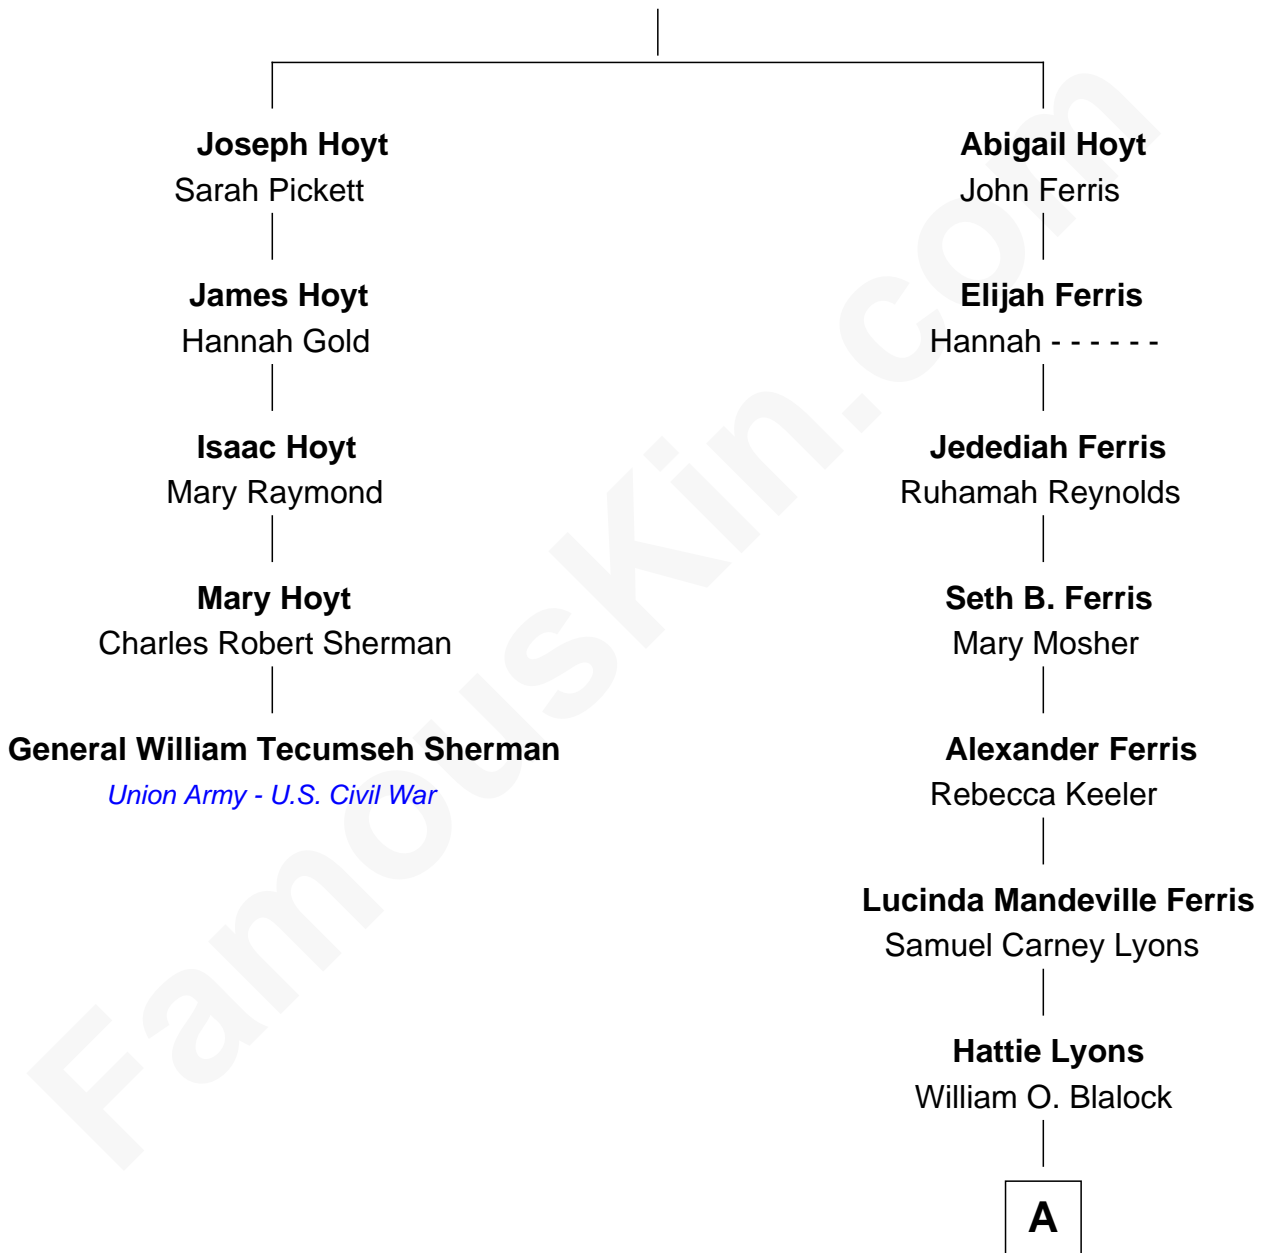 Joseph Hoyt
Sarah Pickett
James Hoyt
Hannah Gold
Isaac Hoyt
Mary Raymond
Mary Hoyt
Charles Robert Sherman
General William Tecumseh Sherman
Union Army - U.S. Civil War
Abigail Hoyt
John Ferris
Elijah Ferris
Hannah - - - - - -
Jedediah Ferris
Ruhamah Reynolds
Seth B. Ferris
Mary Mosher
Alexander Ferris
Rebecca Keeler
Lucinda Mandeville Ferris
Samuel Carney Lyons
Hattie Lyons
William O. Blalock
A
FamousKin.com